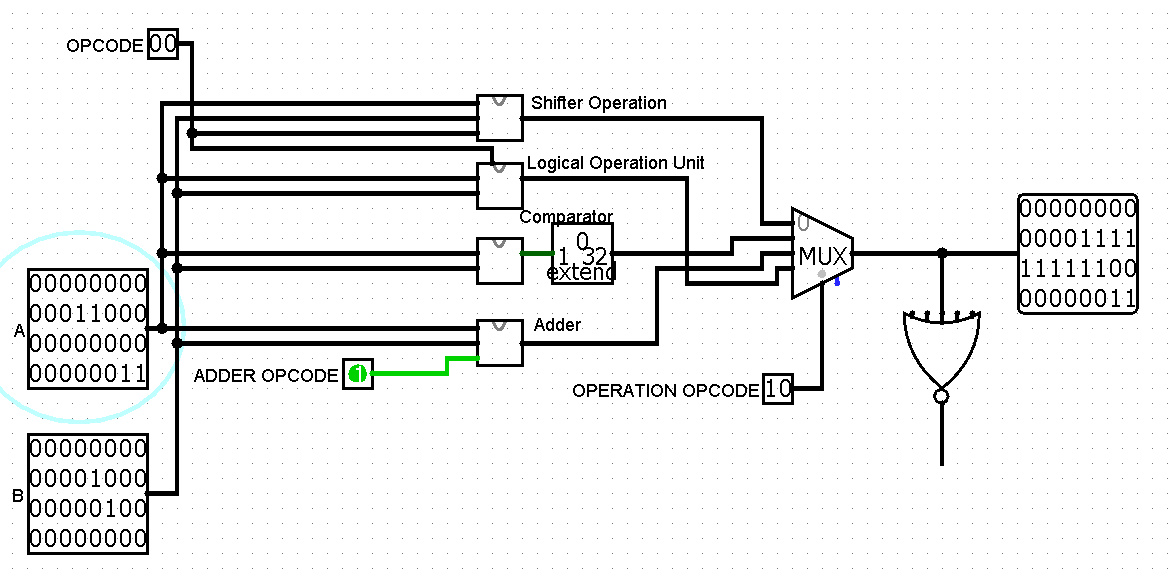 OPCODE 00
Shifter Operation
Logical Operation Unit
Comparator
0
1 32
extend
0
MUX
00000000
00001111
11111100
00000011
A
00000000
00011000
00000000
00000011
Adder
ADDER OPCODE 1
OPERATION OPCODE 10
B
00000000
00001000
00000100
00000000